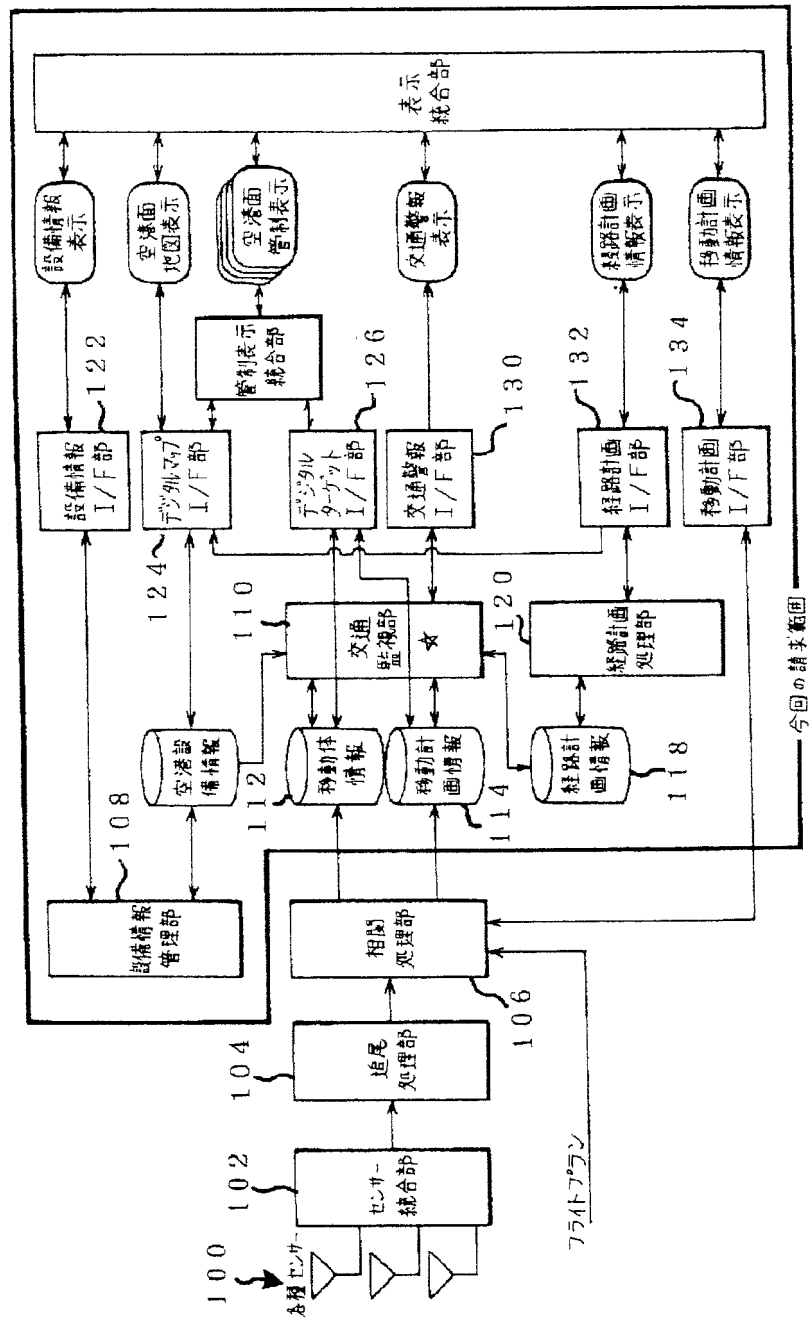 100
各種センサー
102
センサー
統合部
104
追尾
処理部
106
相関
処理部
フライトプラン
108
設備情報
管理部
空港設
備情報
112
移動体
情報
114
移動計
画情報
118
経路計
画情報
110
交通
監視部
☆
120
経路計画
処理部
122
設備情報
I/F部
124
デジタルマップ
I/F部
126
デジタル
ターゲット
I/F部
130
交通警報
I/F部
132
経路計画
I/F部
134
移動計画
I/F部
管制表示
統合部
設備情報
表示
空港面
地図表示
空港面
管制表示
交通警報
表示
経路計画
情報表示
移動計画
情報表示
表示
統合部
今回の請求範囲